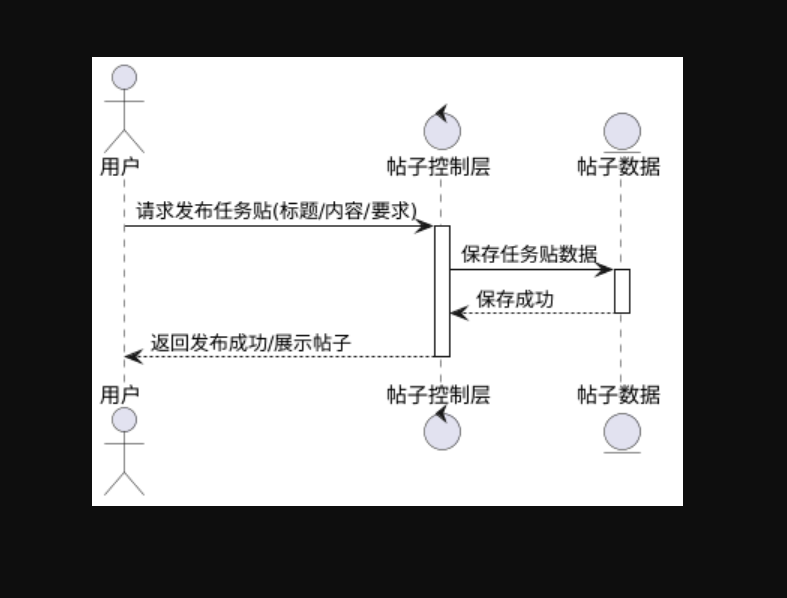 用户
帖子控制层
帖子数据
请求发布任务贴(标题/内容/要求)
保存任务贴数据
保存成功
返回发布成功/展示帖子
用户
帖子控制层
帖子数据